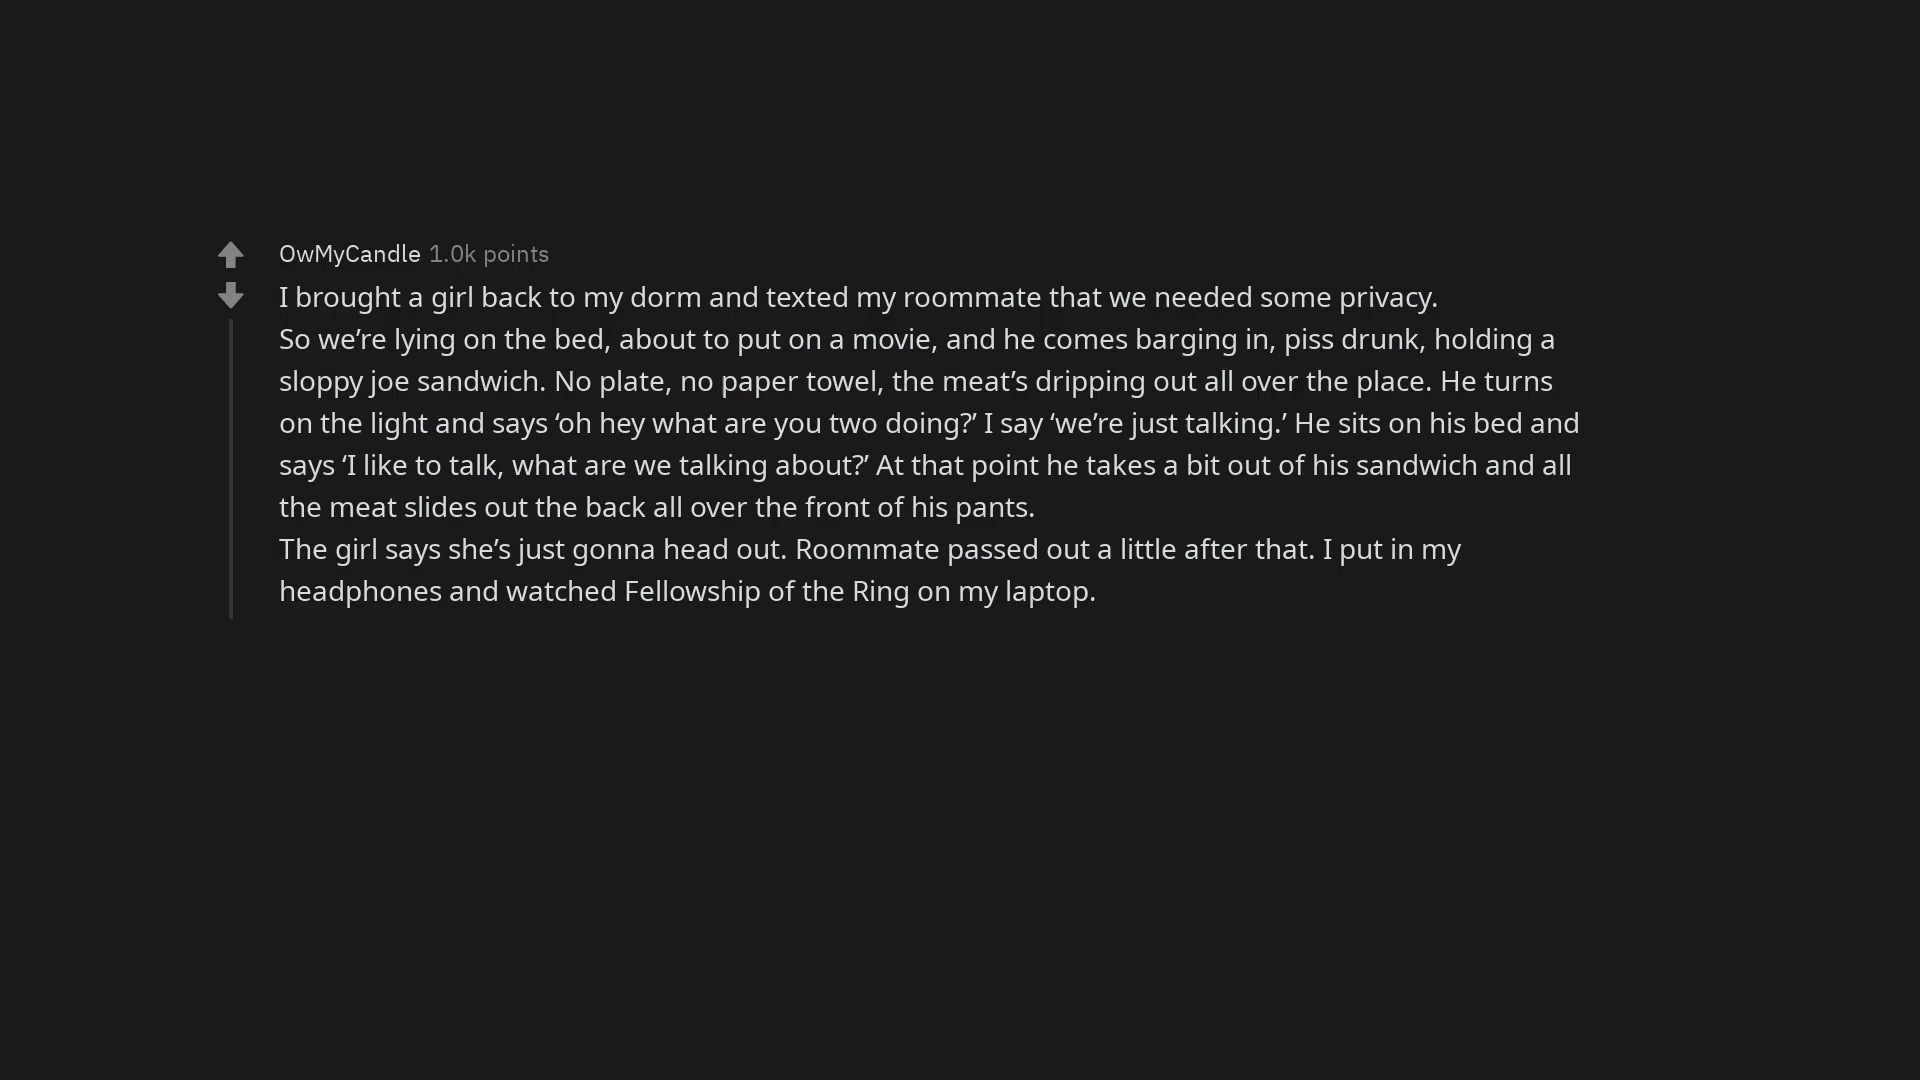 OwMyCandle 1.0k points
I brought a girl back to my dorm and texted my roommate that we needed some privacy.
So we’re lying on the bed, about to put on a movie, and he comes barging in, piss drunk, holding a
sloppy joe sandwich. No plate, no paper towel, the meat’s dripping out all over the place. He turns
on the light and says ‘oh hey what are you two doing?’ I say ‘we’re just talking.’ He sits on his bed and
says ‘I like to talk, what are we talking about?’ At that point he takes a bit out of his sandwich and all
the meat slides out the back all over the front of his pants.
The girl says she’s just gonna head out. Roommate passed out a little after that. I put in my
headphones and watched Fellowship of the Ring on my laptop.